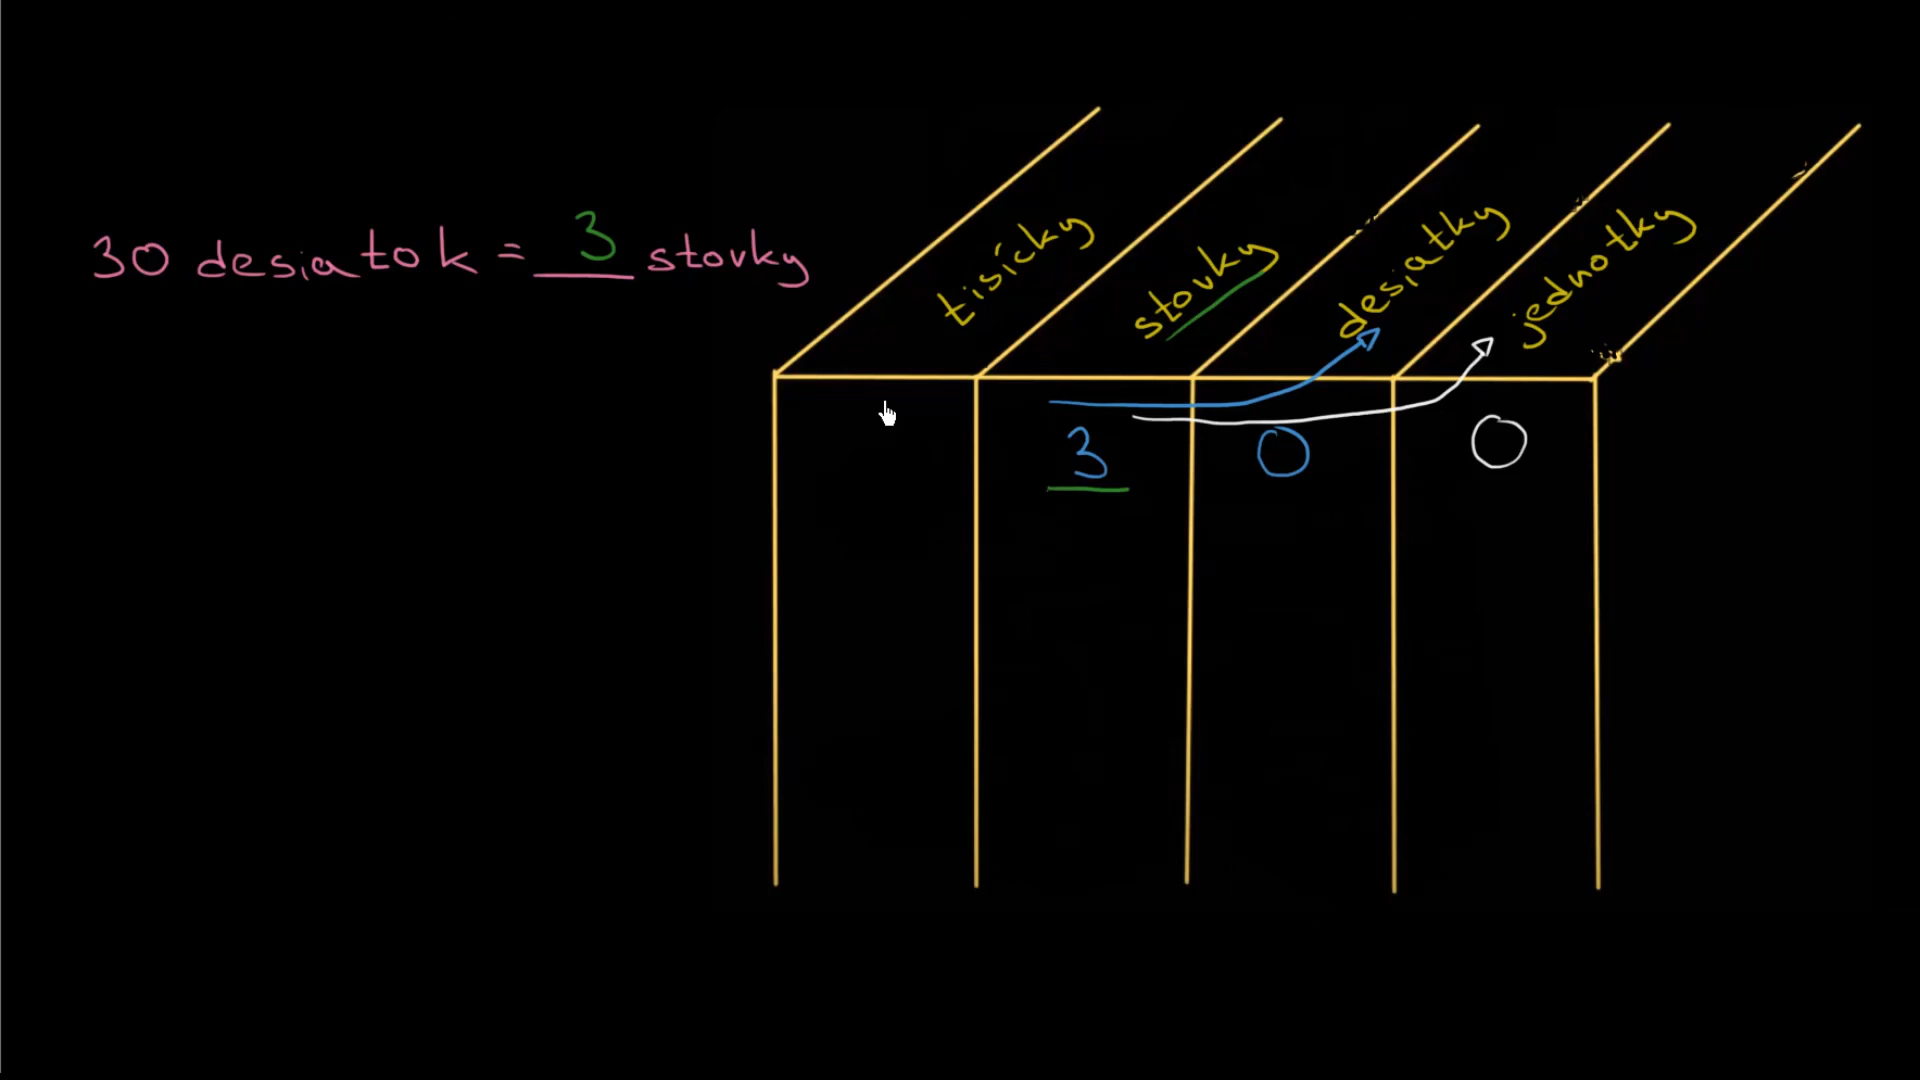 30 desiatok = 3 stovky
tisícky stovky desiatky jednotky
3 0 0